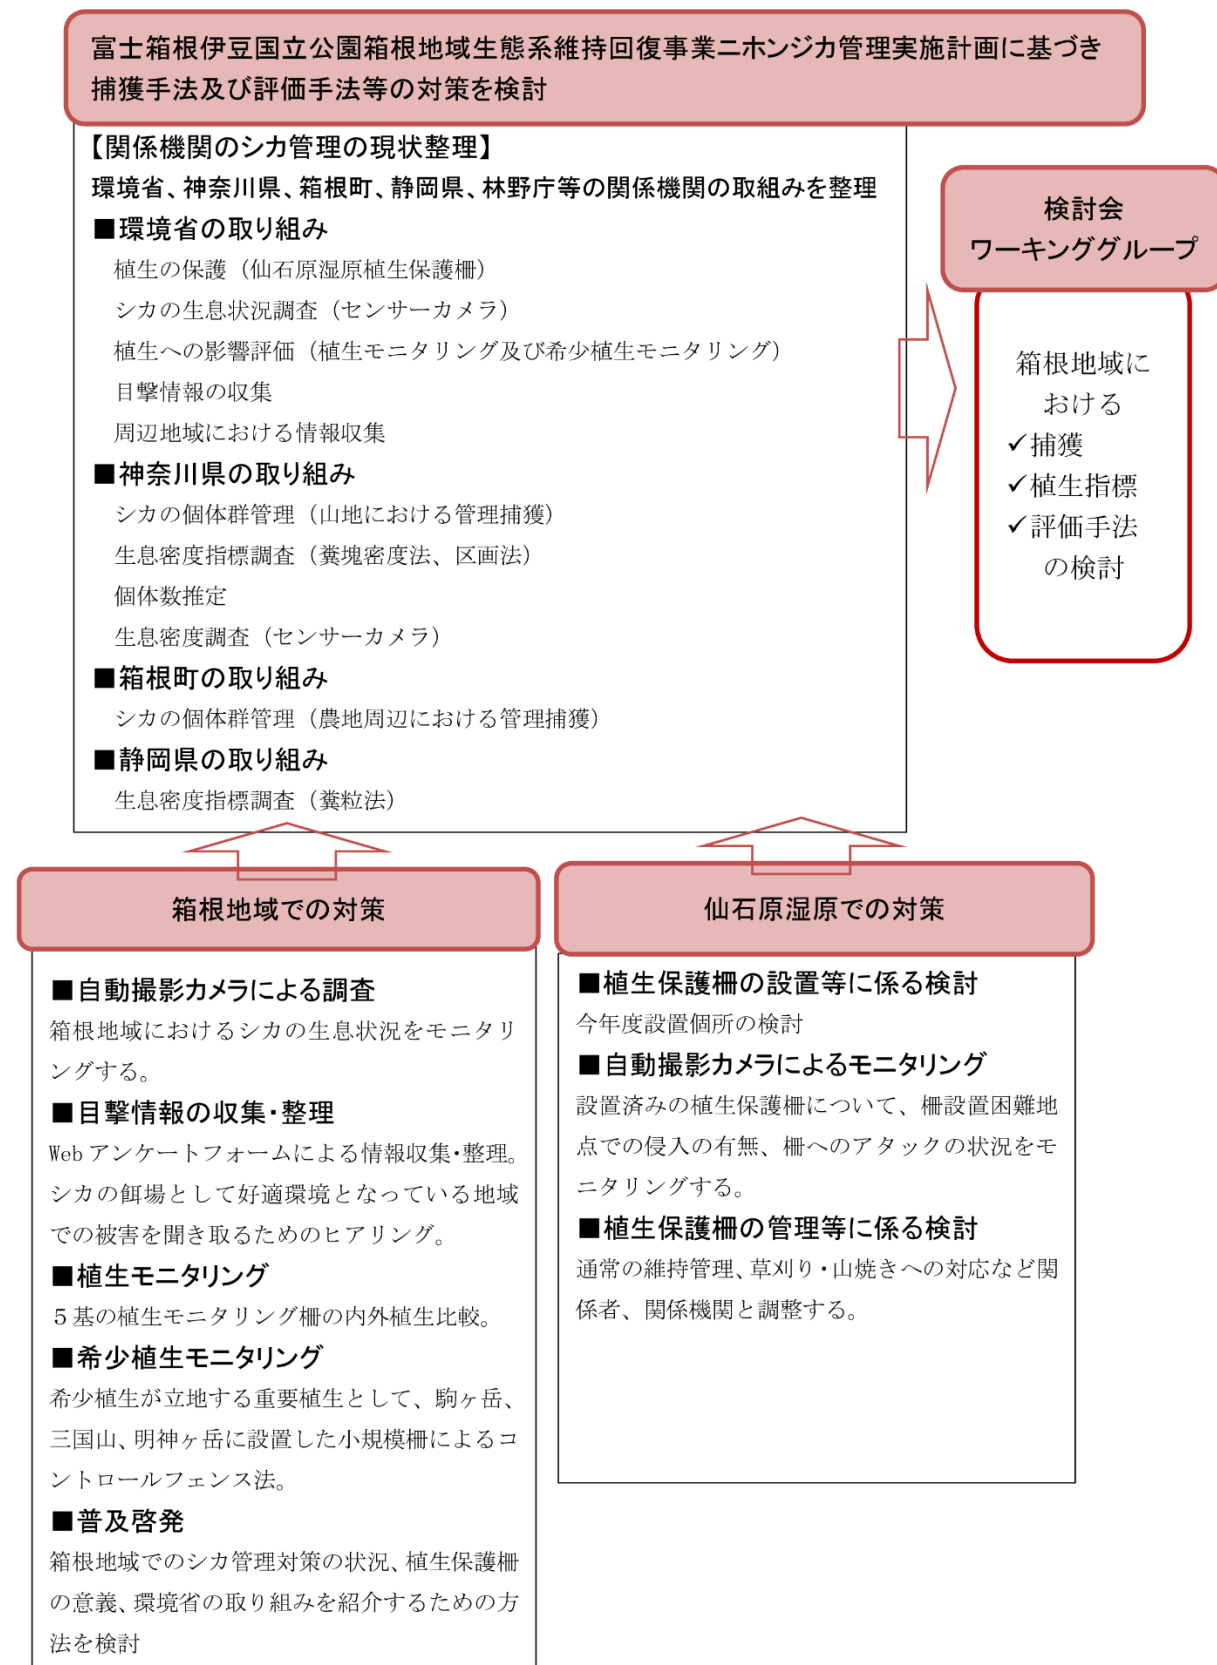 富士箱根伊豆国立公園箱根地域生態系維持回復事業ニホンジカ管理実施計画に基づき
捕獲手法及び評価手法等の対策を検討
【関係機関のシカ管理の現状整理】
環境省、神奈川県、箱根町、静岡県、林野庁等の関係機関の取組みを整理
■環境省の取り組み
植生の保護（仙石原湿原植生保護柵）
シカの生息状況調査（センサーカメラ）
植生への影響評価（植生モニタリング及び希少植生モニタリング）
目撃情報の収集
周辺地域における情報収集
■神奈川県の取り組み
シカの個体群管理（山地における管理捕獲）
生息密度指標調査（糞塊密度法、区画法）
個体数推定
生息密度調査（センサーカメラ）
■箱根町の取り組み
シカの個体群管理（農地周辺における管理捕獲）
■静岡県の取り組み
生息密度指標調査（糞粒法）
検討会
ワーキンググループ
箱根地域に
おける
✓捕獲
✓植生指標
✓評価手法
の検討
箱根地域での対策
■自動撮影カメラによる調査
箱根地域におけるシカの生息状況をモニタリ
ングする。
■目撃情報の収集・整理
Web アンケートフォームによる情報収集・整理。
シカの餌場として好適環境となっている地域
での被害を聞き取るためのヒアリング。
■植生モニタリング
５基の植生モニタリング柵の内外植生比較。
■希少植生モニタリング
希少植生が立地する重要植生として、駒ヶ岳、
三国山、明神ヶ岳に設置した小規模柵によるコ
ントロールフェンス法。
■普及啓発
箱根地域でのシカ管理対策の状況、植生保護柵
の意義、環境省の取り組みを紹介するための方
法を検討
仙石原湿原での対策
■植生保護柵の設置等に係る検討
今年度設置個所の検討
■自動撮影カメラによるモニタリング
設置済みの植生保護柵について、柵設置困難地
点での侵入の有無、柵へのアタックの状況をモ
ニタリングする。
■植生保護柵の管理等に係る検討
通常の維持管理、草刈り・山焼きへの対応など関
係者、関係機関と調整する。